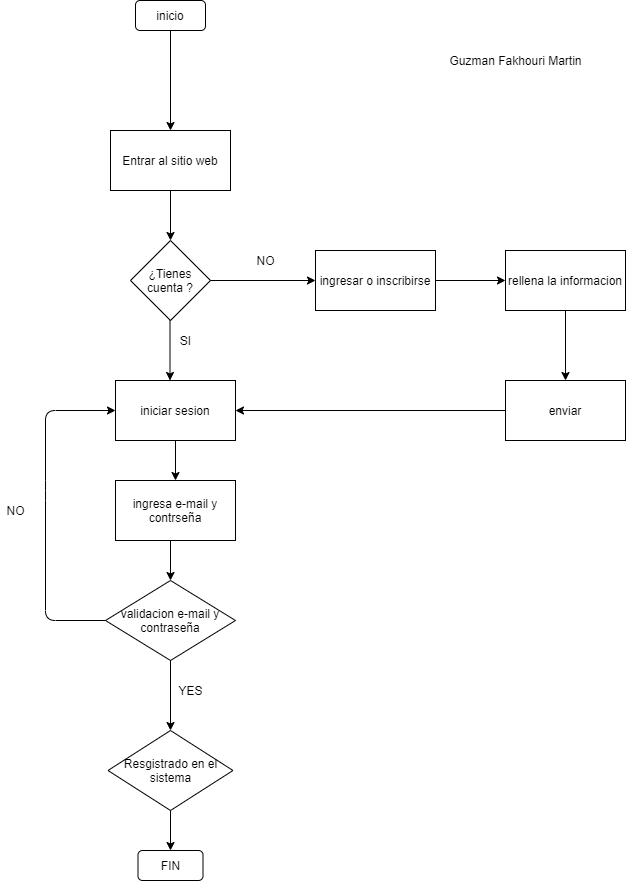 inicio
Guzman Fakhouri Martin
Entrar al sitio web
¿Tienes
cuenta ?
NO
ingresar o inscribirse
rellena la informacion
SI
iniciar sesion
enviar
ingresa e-mail y
contrseña
NO
validacion e-mail y
contraseña
YES
Resgistrado en el
sistema
FIN